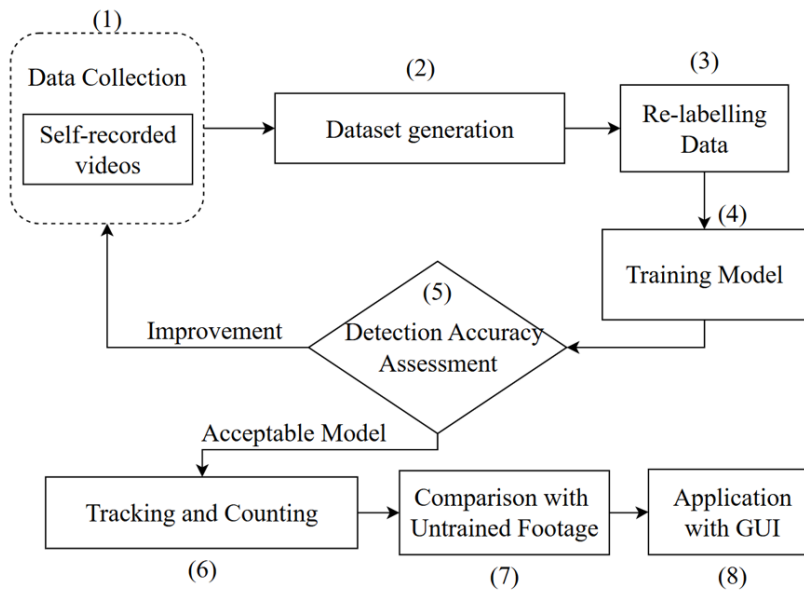 (1)
Data Collection
Self-recorded
videos
(2)
Dataset generation
(3)
Re-labelling
Data
(4)
Training Model
(5)
Detection Accuracy
Assessment
Improvement
Acceptable Model
Tracking and Counting
(6)
Comparison with
Untrained Footage
(7)
Application
with GUI
(8)